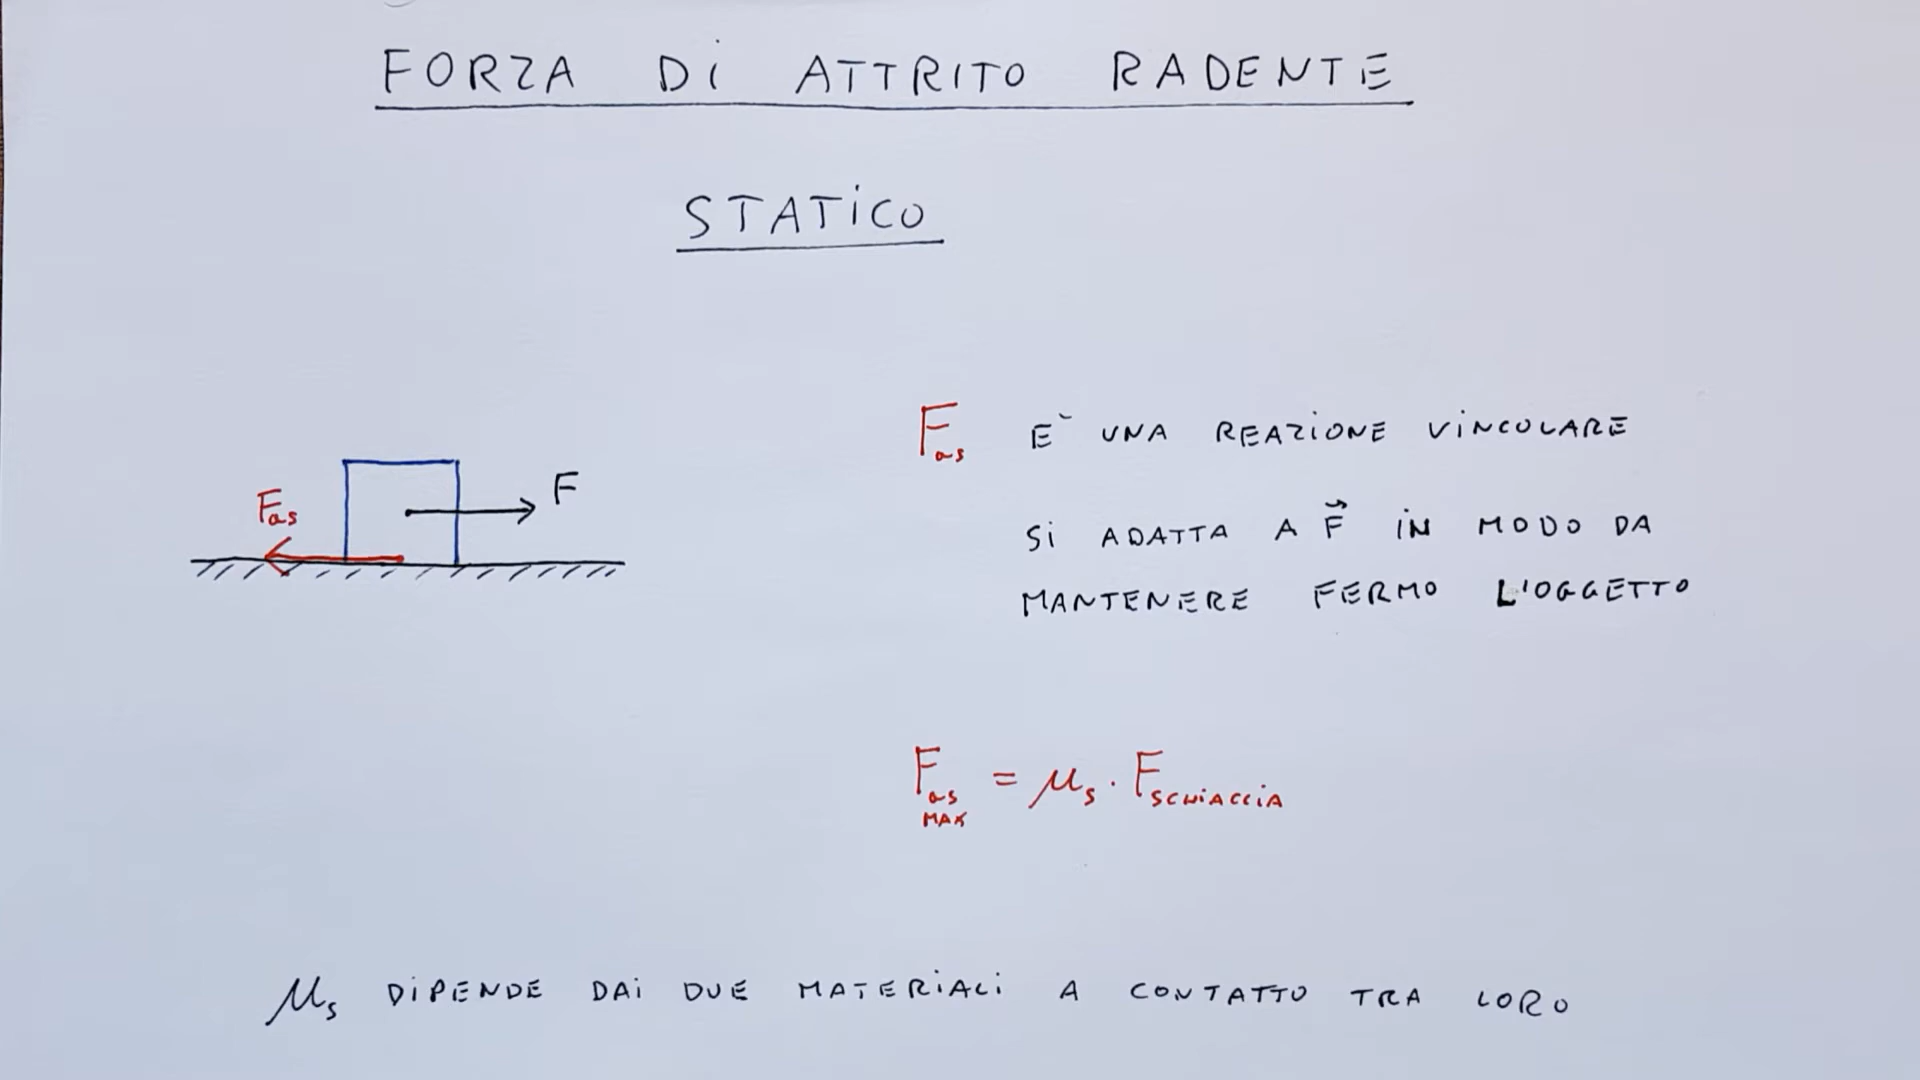 FORZA Di ATTRITO RADENTE
STATiCO
Fas È UNA REAZIONE ViNCOLARE
Fas F
Si ADATTA A F⃗ iN MODO DA
MANTENERE FERMO L'OGGETTO
Fas MAX = μs · FSCHiACCiA
μs DiPENDE DAi DUE MATERiALi A CONTATTO TRA LORO